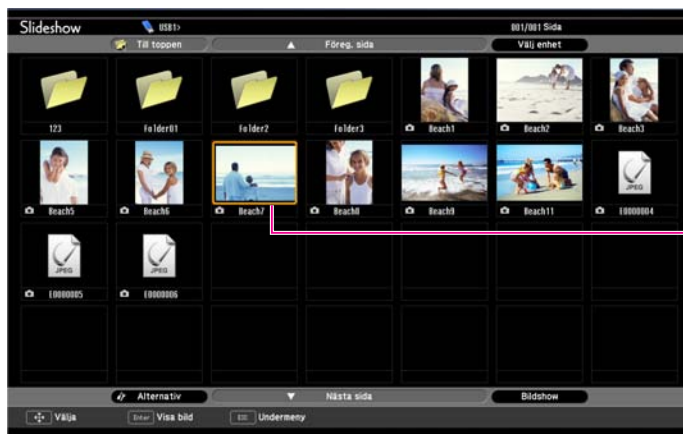 Slideshow USB1> 001/001 Sida
Till toppen Föreg. sida Välj enhet
123 Folder01 Folder2 Folder3 Beach1 Beach2 Beach3
JPEG
Beach5 Beach6 Beach7 Beach8 Beach9 Beach11 E0000004
JPEG JPEG
E0000005 E0000006
Alternativ Nästa sida Bildshow
Välja Enter Visa bild Esc Undermeny